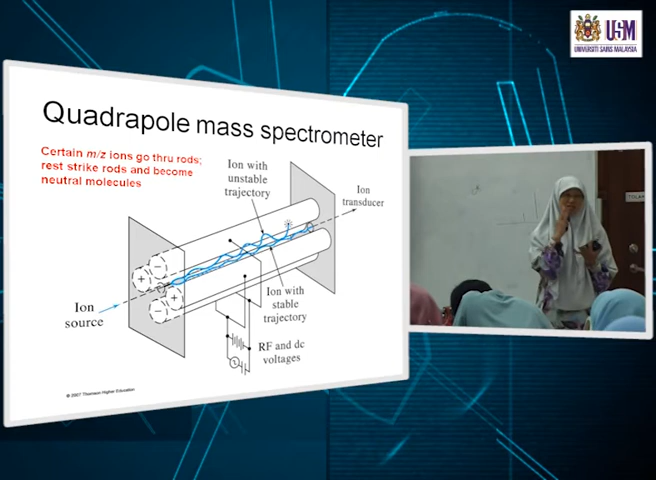 USM
UNIVERSITI SAINS MALAYSIA
Quadrapole mass spectrometer
Certain m/z ions go thru rods;
rest strike rods and become
neutral molecules
Ion with
unstable
trajectory
Ion
transducer
Ion
source
Ion with
stable
trajectory
RF and dc
voltages
© 2007 Thomson Higher Education